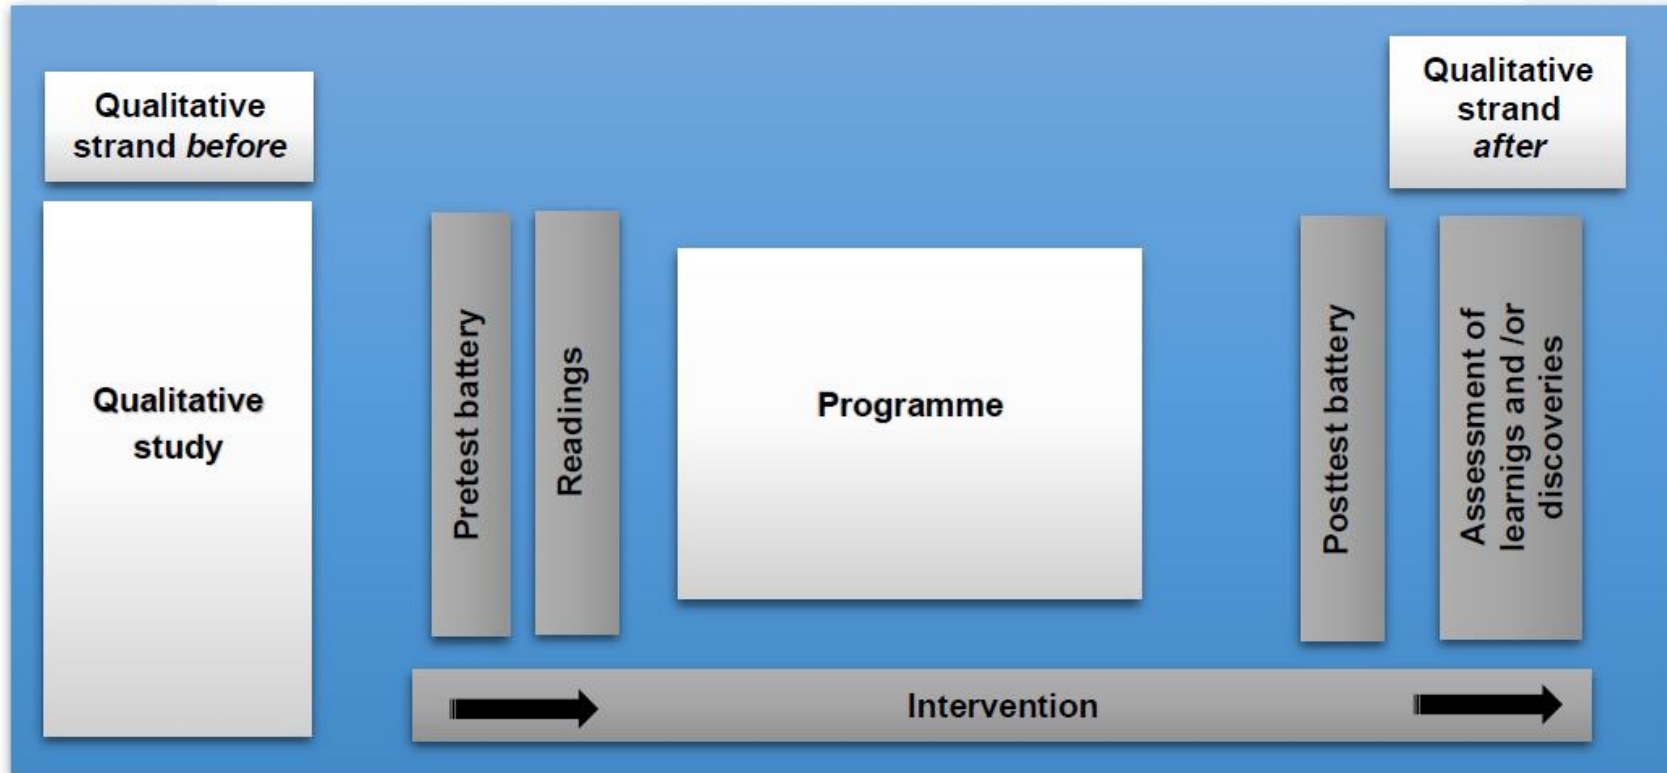 Qualitative
strand before
Qualitative
strand
after
Qualitative
study
Pretest battery
Readings
Programme
Posttest battery
Assessment of
learnigs and /or
discoveries
Intervention